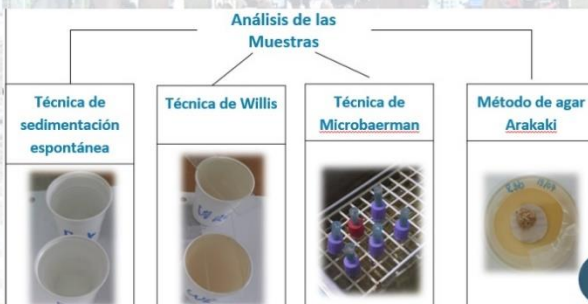 Análisis de las
Muestras
Técnica de
sedimentación
espontánea
Técnica de Willis
Técnica de
Microbaerman
Método de agar
Arakaki